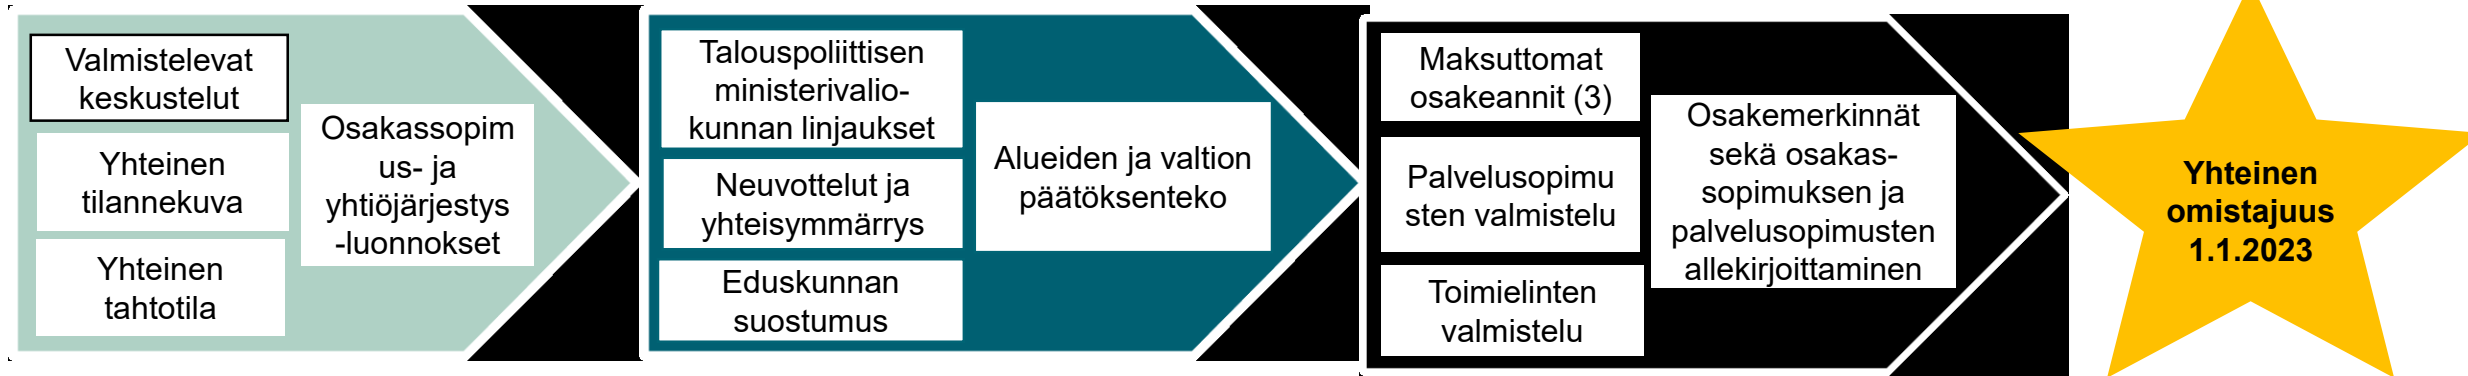 Valmistelevat
keskustelut
Yhteinen
tilannekuva
Yhteinen
tahtotila
Osakassopim
us- ja
yhtiöjärjestys
-luonnokset
Talouspoliittisen
ministerivalio-
kunnan linjaukset
Neuvottelut ja
yhteisymmärrys
Eduskunnan
suostumus
Alueiden ja valtion
päätöksenteko
Maksuttomat
osakeannit (3)
Palvelusopimu
sten valmistelu
Toimielinten
valmistelu
Osakemerkinnät
sekä osakas-
sopimuksen ja
palvelusopimusten
allekirjoittaminen
Yhteinen
omistajuus
1.1.2023